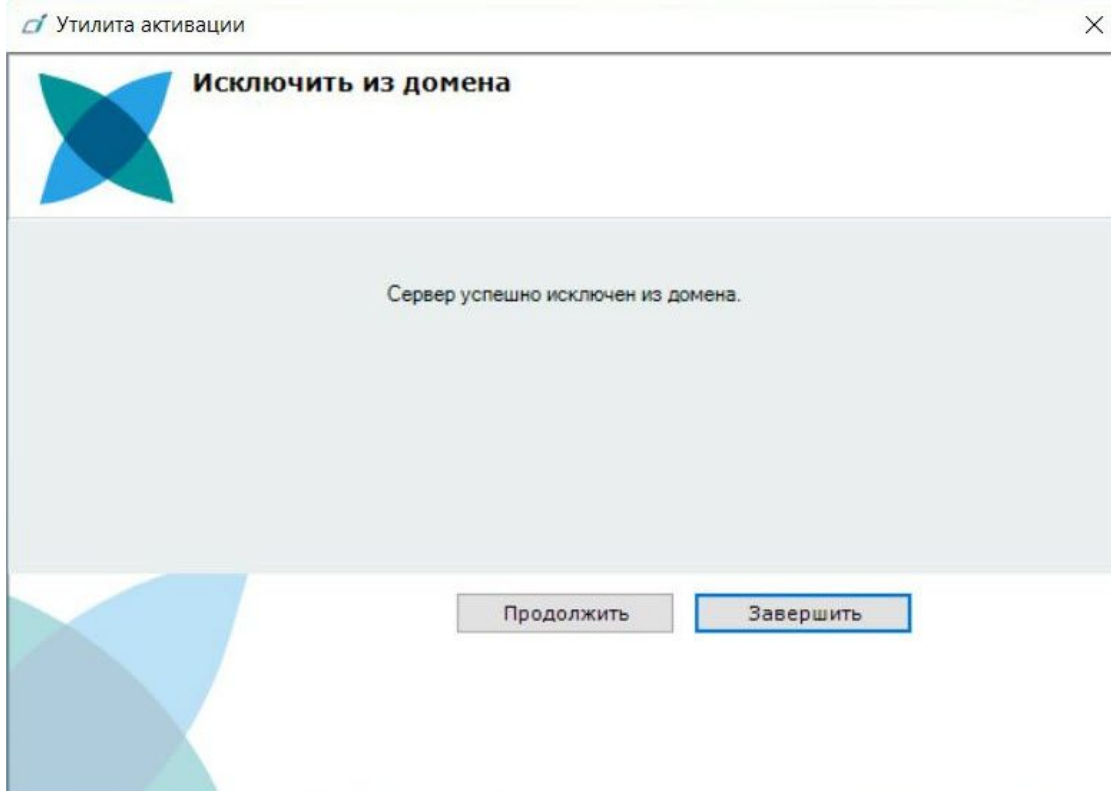 Утилита активации
Исключить из домена
Сервер успешно исключен из домена.
Продолжить
Завершить